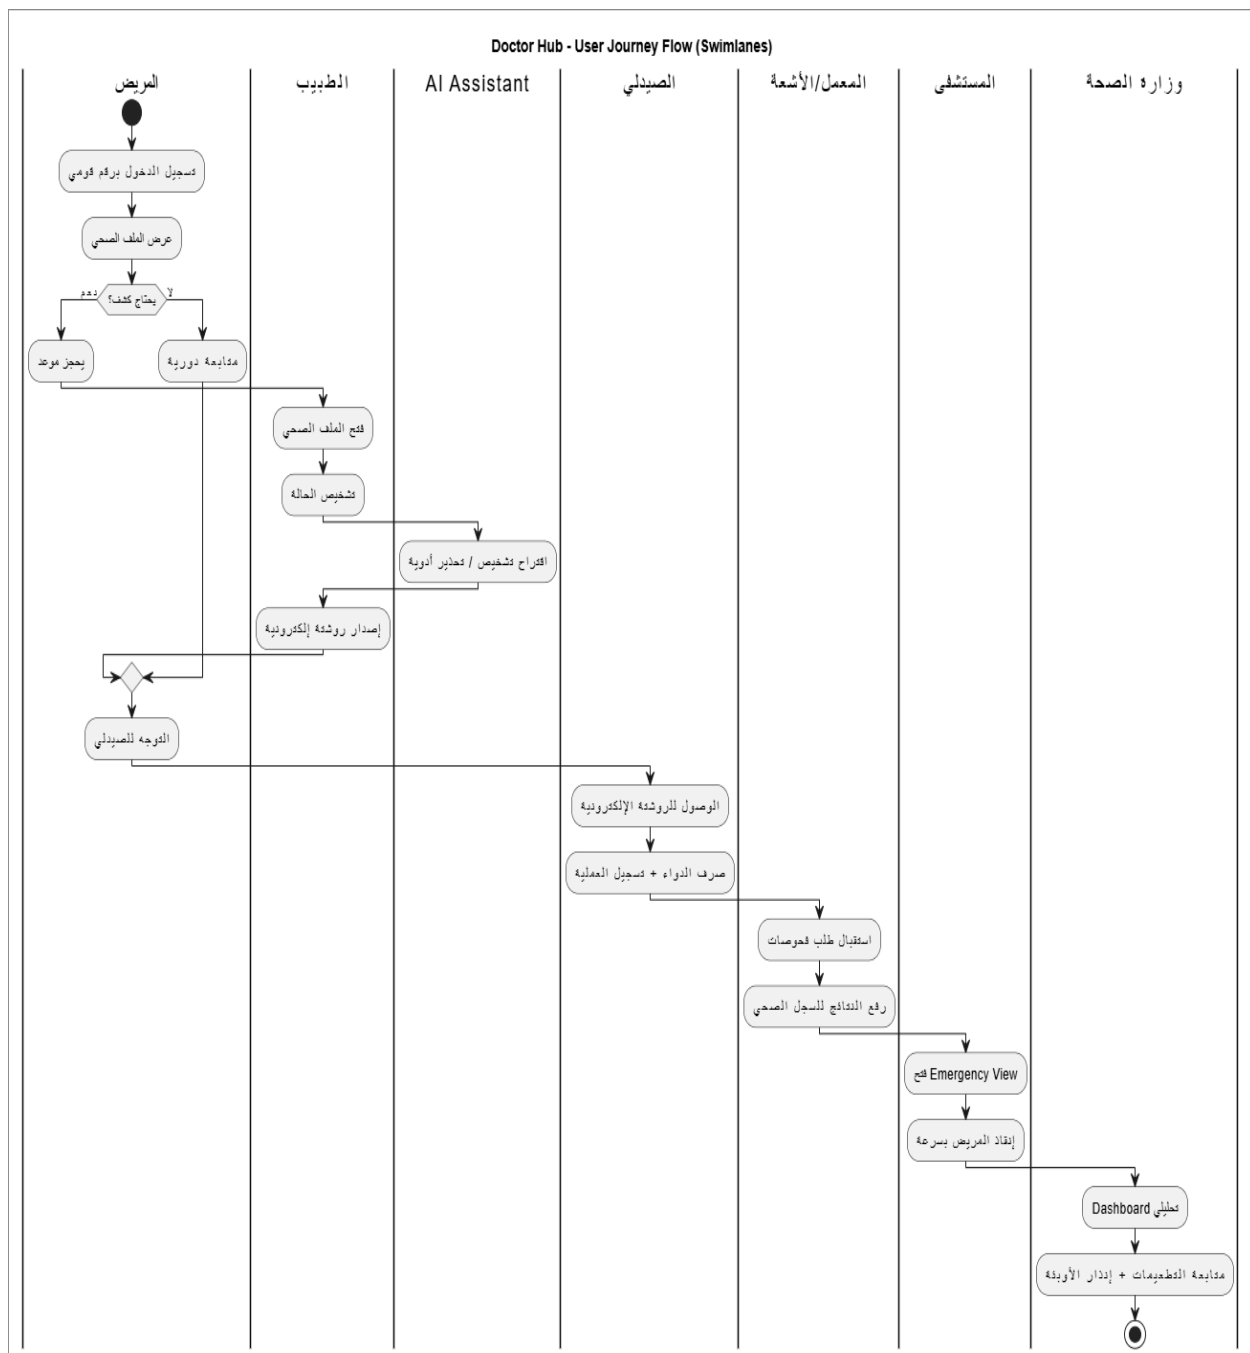 Doctor Hub - User Journey Flow (Swimlanes)
المريض
الطبيب
AI Assistant
الصيدلي
المعمل/الأشعة
المستشفى
وزارة الصحة
تسجيل الدخول برقم قومي
عرض الملف الصحي
يحتاج كشف؟
نعم
لا
يحجز موعد
متابعة دورية
فتح الملف الصحي
تشخيص الحالة
اقتراح تشخيص / تحذير أدوية
إصدار روشتة إلكترونية
التوجه للصيدلي
الوصول للروشتة الإلكترونية
صرف الدواء + تسجيل العملية
استقبال طلب فحوصات
رفع النتائج للسجل الصحي
فتح Emergency View
إنقاذ المريض بسرعة
Dashboard تحليلي
متابعة التطعيمات + إنذار الأوبئة